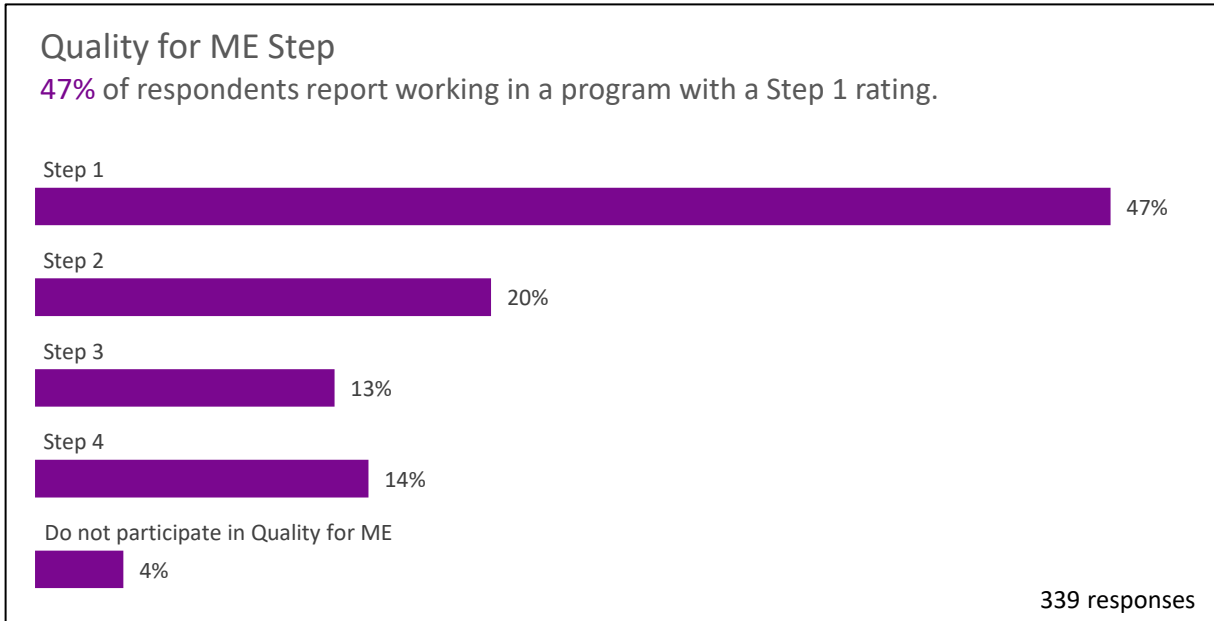 Quality for ME Step
47% of respondents report working in a program with a Step 1 rating.
Step 1
47%
Step 2
20%
Step 3
13%
Step 4
14%
Do not participate in Quality for ME
4%
339 responses